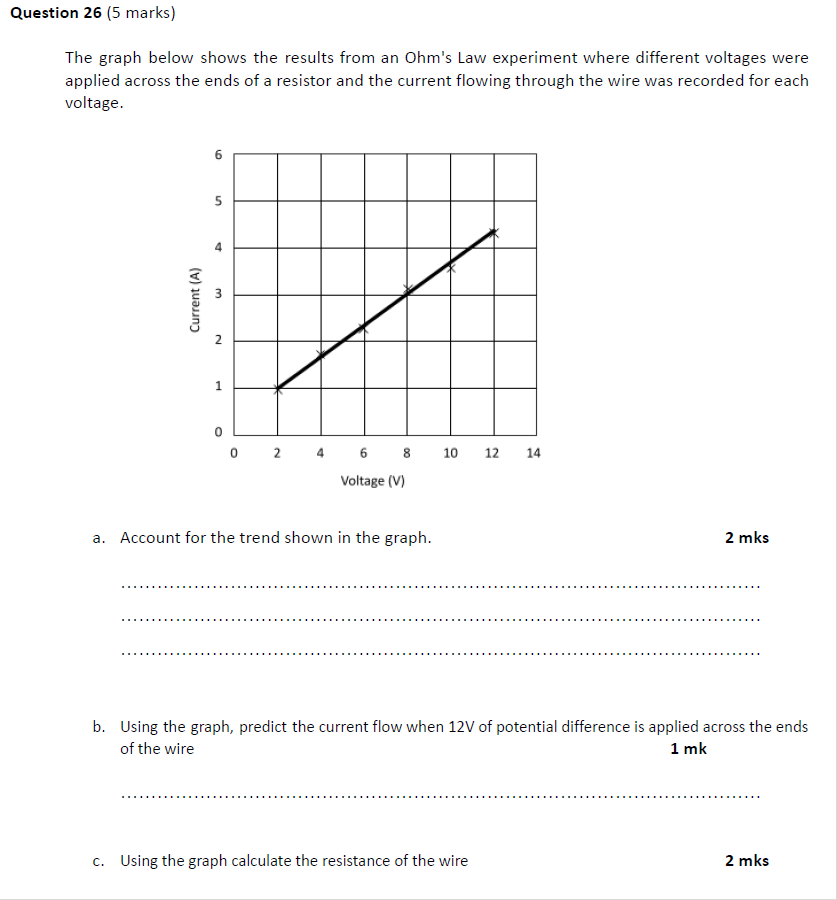 Question 26 (5 marks)
The graph below shows the results from an Ohm's Law experiment where different voltages were
applied across the ends of a resistor and the current flowing through the wire was recorded for each
voltage.
6
5
4
3
2
1
0
Current (A)
0 2 4 6 8 10 12 14
Voltage (V)
a. Account for the trend shown in the graph. 2 mks
b. Using the graph, predict the current flow when 12V of potential difference is applied across the ends
of the wire 1 mk
c. Using the graph calculate the resistance of the wire 2 mks